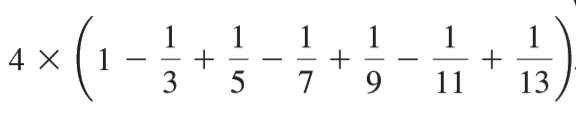 4 × (1 − 1/3 + 1/5 − 1/7 + 1/9 − 1/11 + 1/13)